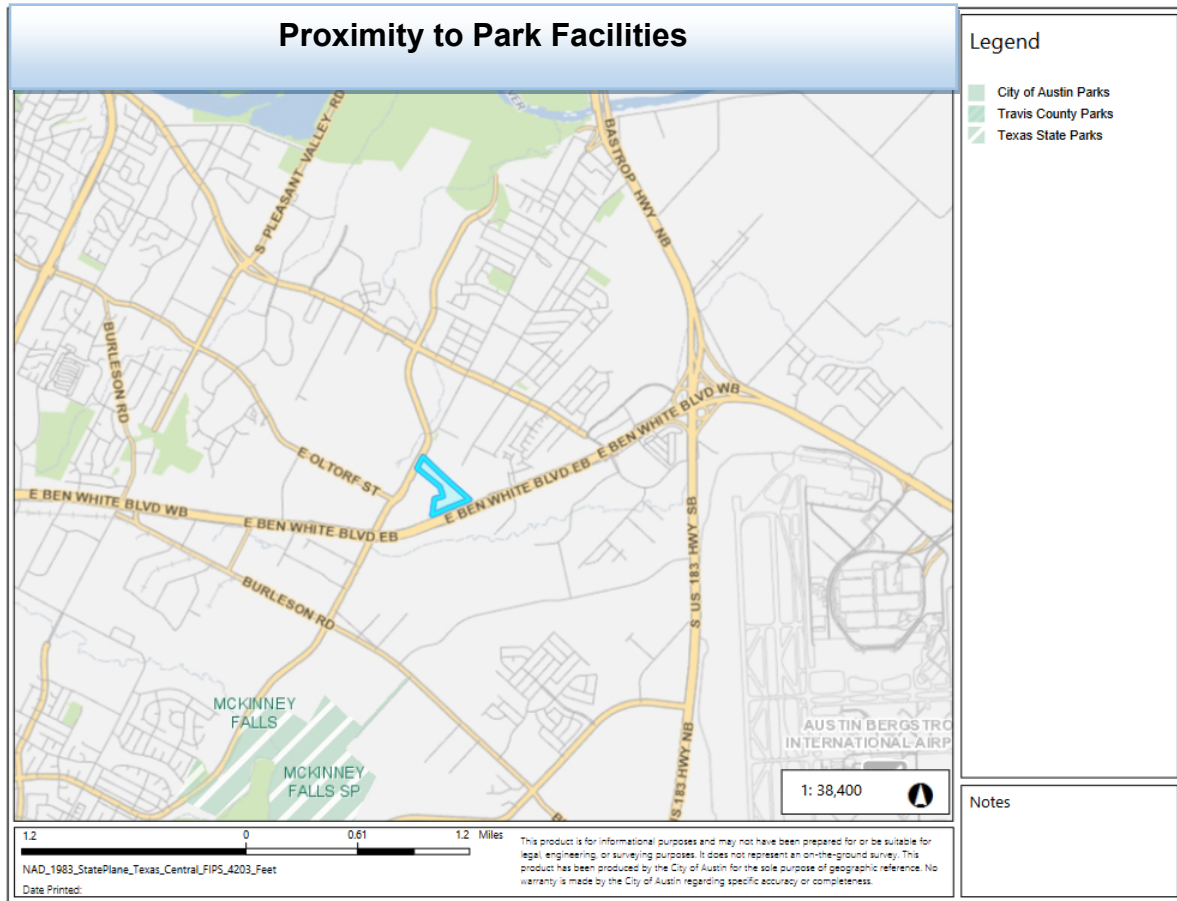 Proximity to Park Facilities
Legend
City of Austin Parks
Travis County Parks
Texas State Parks
S PLEASANT VALLEY RD
BASTROP HWY NB
BURLESON RD
E OLTORF ST
E BEN WHITE BLVD WB
E BEN WHITE BLVD EB
E BEN WHITE BLVD EB
E BEN WHITE BLVD WB
BURLESON RD
S US 183 HWY SB
MCKINNEY
FALLS
MCKINNEY
FALLS SP
AUSTIN BERGSTRO
INTERNATIONAL AIRP
S 183 HWY NB
1: 38,400
Notes
1.2 0 0.61 1.2 Miles
NAD_1983_StatePlane_Texas_Central_FIPS_4203_Feet
Date Printed:
This product is for informational purposes and may not have been prepared for or be suitable for
legal, engineering, or surveying purposes. It does not represent an on-the-ground survey. This
product has been produced by the City of Austin for the sole purpose of geographic reference. No
warranty is made by the City of Austin regarding specific accuracy or completeness.